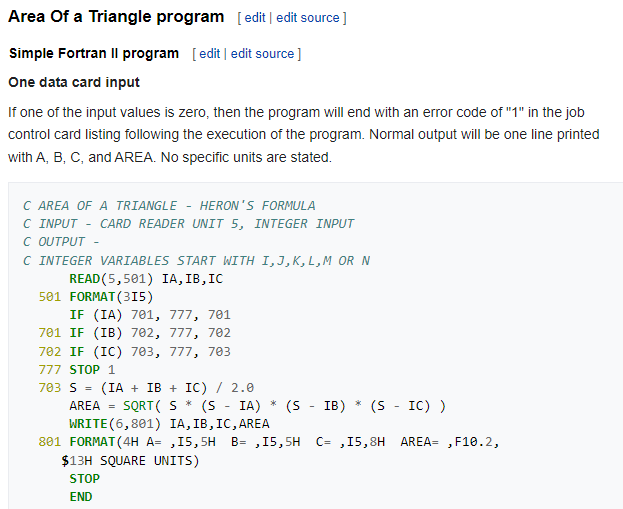 Area Of a Triangle program [ edit | edit source ]
Simple Fortran II program [ edit | edit source ]
One data card input
If one of the input values is zero, then the program will end with an error code of "1" in the job
control card listing following the execution of the program. Normal output will be one line printed
with A, B, C, and AREA. No specific units are stated.
C AREA OF A TRIANGLE - HERON'S FORMULA
C INPUT - CARD READER UNIT 5, INTEGER INPUT
C OUTPUT -
C INTEGER VARIABLES START WITH I,J,K,L,M OR N
      READ(5,501) IA,IB,IC
  501 FORMAT(3I5)
      IF (IA) 701, 777, 701
  701 IF (IB) 702, 777, 702
  702 IF (IC) 703, 777, 703
  777 STOP 1
  703 S = (IA + IB + IC) / 2.0
      AREA = SQRT( S * (S - IA) * (S - IB) * (S - IC) )
      WRITE(6,801) IA,IB,IC,AREA
  801 FORMAT(4H A= ,I5,5H  B= ,I5,5H  C= ,I5,8H  AREA= ,F10.2,
     $13H SQUARE UNITS)
      STOP
      END